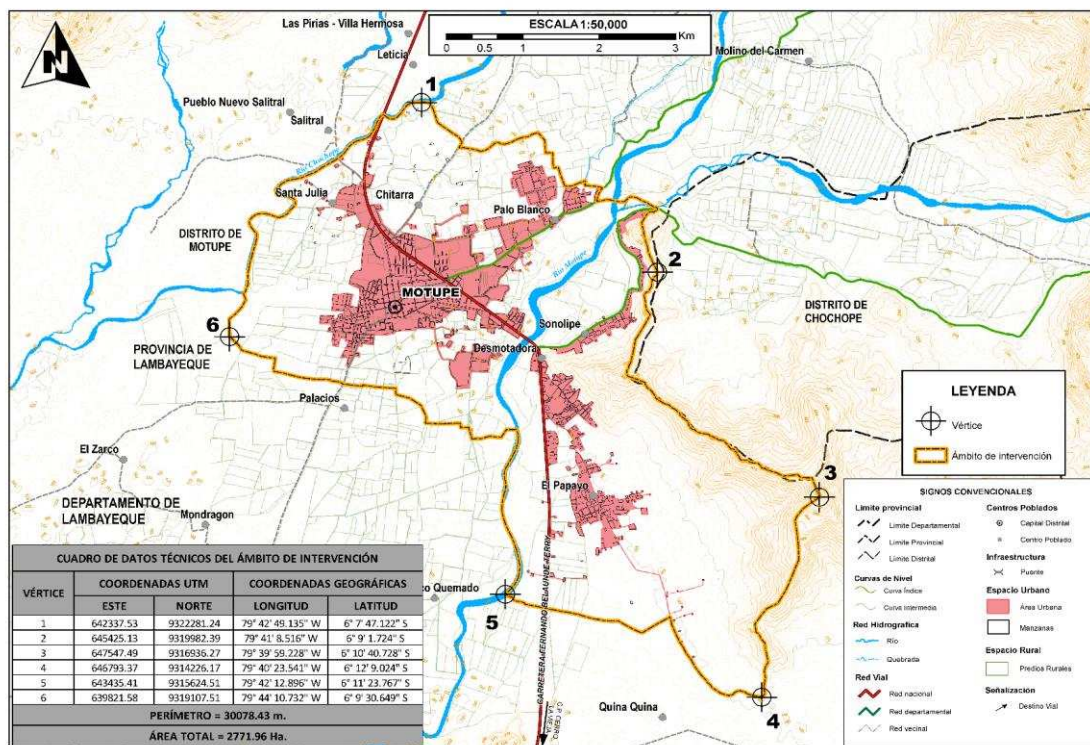 ESCALA 1:50,000
0 0.5 1 2 3 Km
N
Las Pirias - Villa Hermosa
Leticia
Molino del Carmen
1
Pueblo Nuevo Salitral
Salitral
Río Chochope
Santa Julia
Chitarra
Palo Blanco
DISTRITO DE
MOTUPE
Río Motupe
2
MOTUPE
DISTRITO DE
CHOCHOPE
Sonolipe
6
PROVINCIA DE
LAMBAYEQUE
Desmotadora
Palacios
LEYENDA
Vértice
Ámbito de intervención
El Zarco
3
El Papayo
DEPARTAMENTO DE
LAMBAYEQUE
Mondragon
co Quemado
5
CARRETERA FERNANDO BELAUNDE TERRY
C.P. CERRO
LA VIEJA
Quina Quina
4
CUADRO DE DATOS TÉCNICOS DEL ÁMBITO DE INTERVENCIÓN
VÉRTICE COORDENADAS UTM COORDENADAS GEOGRÁFICAS
ESTE NORTE LONGITUD LATITUD
1 642337.53 9322281.24 79° 42' 49.135" W 6° 7' 47.122" S
2 645425.13 9319982.39 79° 41' 8.516" W 6° 9' 1.724" S
3 647547.49 9316936.27 79° 39' 59.228" W 6° 10' 40.728" S
4 646793.37 9314226.17 79° 40' 23.541" W 6° 12' 9.024" S
5 643435.41 9315624.51 79° 42' 12.896" W 6° 11' 23.767" S
6 639821.58 9319107.51 79° 44' 10.732" W 6° 9' 30.649" S
PERÍMETRO = 30078.43 m.
ÁREA TOTAL = 2771.96 Ha.
SIGNOS CONVENCIONALES
Límite provincial
Límite Departamental
Límite Provincial
Límite Distrital
Curvas de Nivel
Curva Índice
Curva Intermedia
Red Hidrografica
Río
Quebrada
Red Vial
Red nacional
Red departamental
Red vecinal
Centros Poblados
Capital Distrital
Centro Poblado
Infraestructura
Puente
Espacio Urbano
Área Urbana
Manzanas
Espacio Rural
Predios Rurales
Señalización
Destino Vial